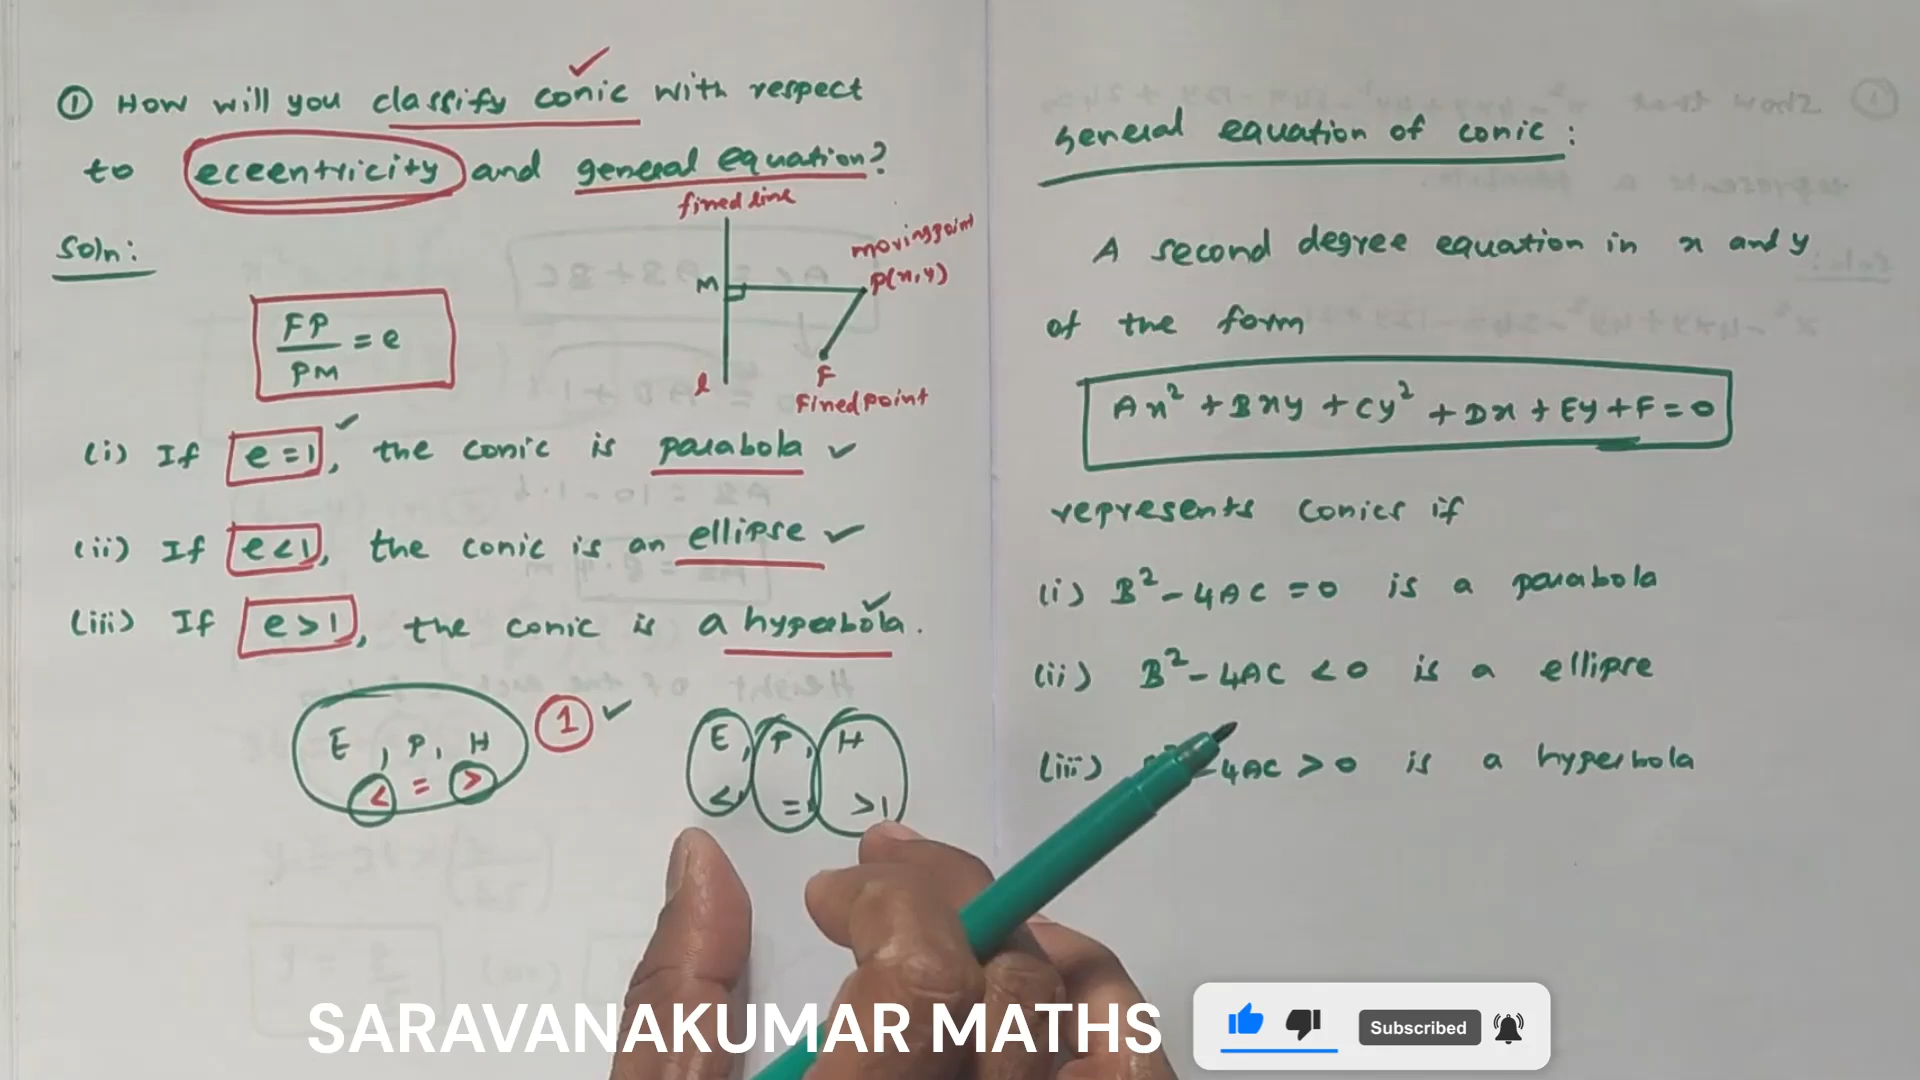 ① How will you classify conic with respect
to eccentricity and general equation?
Soln:
fixed line
moving point
P(x,y)
M
F
l
Fixed point
FP
PM
= e
(i) If e=1, the conic is parabola
(ii) If e<1, the conic is an ellipse
(iii) If e>1, the conic is a hyperbola.
E, P, H
< = >
1
E, P, H
< = >1
General equation of conic:
A second degree equation in x and y
of the form
Ax² + Bxy + Cy² + Dx + Ey + F = 0
represents conics if
(i) B² - 4AC = 0 is a parabola
(ii) B² - 4AC < 0 is a ellipse
(iii) - 4AC > 0 is a hyperbola
SARAVANAKUMAR MATHS
Subscribed